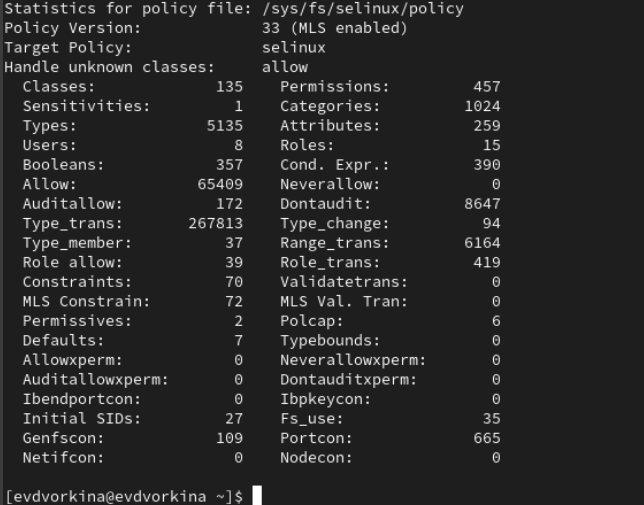 Statistics for policy file: /sys/fs/selinux/policy
Policy Version:             33 (MLS enabled)
Target Policy:              selinux
Handle unknown classes:     allow
  Classes:             135    Permissions:         457
  Sensitivities:         1    Categories:         1024
  Types:              5135    Attributes:          259
  Users:                 8    Roles:                15
  Booleans:            357    Cond. Expr.:         390
  Allow:             65409    Neverallow:            0
  Auditallow:          172    Dontaudit:          8647
  Type_trans:       267813    Type_change:          94
  Type_member:          37    Range_trans:        6164
  Role allow:           39    Role_trans:          419
  Constraints:          70    Validatetrans:         0
  MLS Constrain:        72    MLS Val. Tran:         0
  Permissives:           2    Polcap:                6
  Defaults:              7    Typebounds:            0
  Allowxperm:            0    Neverallowxperm:       0
  Auditallowxperm:       0    Dontauditxperm:        0
  Ibendportcon:          0    Ibpkeycon:             0
  Initial SIDs:         27    Fs_use:               35
  Genfscon:            109    Portcon:             665
  Netifcon:              0    Nodecon:               0
[evdvorkina@evdvorkina ~]$